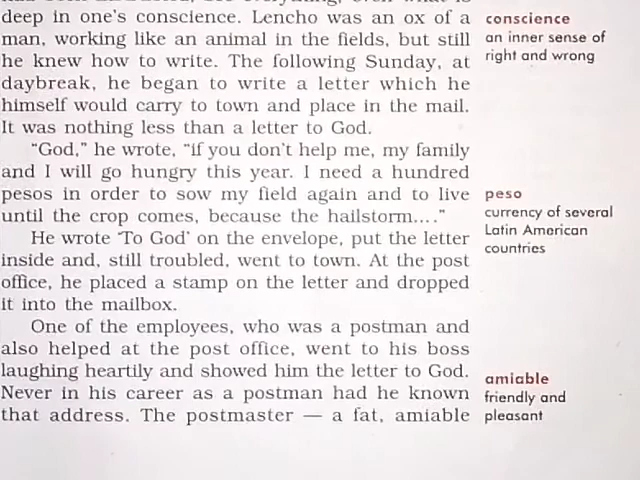 deep in one's conscience. Lencho was an ox of a
man, working like an animal in the fields, but still
he knew how to write. The following Sunday, at
daybreak, he began to write a letter which he
himself would carry to town and place in the mail.
It was nothing less than a letter to God.
“God,” he wrote, “if you don't help me, my family
and I will go hungry this year. I need a hundred
pesos in order to sow my field again and to live
until the crop comes, because the hailstorm....”
He wrote ‘To God’ on the envelope, put the letter
inside and, still troubled, went to town. At the post
office, he placed a stamp on the letter and dropped
it into the mailbox.
One of the employees, who was a postman and
also helped at the post office, went to his boss
laughing heartily and showed him the letter to God.
Never in his career as a postman had he known
that address. The postmaster — a fat, amiable
conscience
an inner sense of
right and wrong
peso
currency of several
Latin American
countries
amiable
friendly and
pleasant